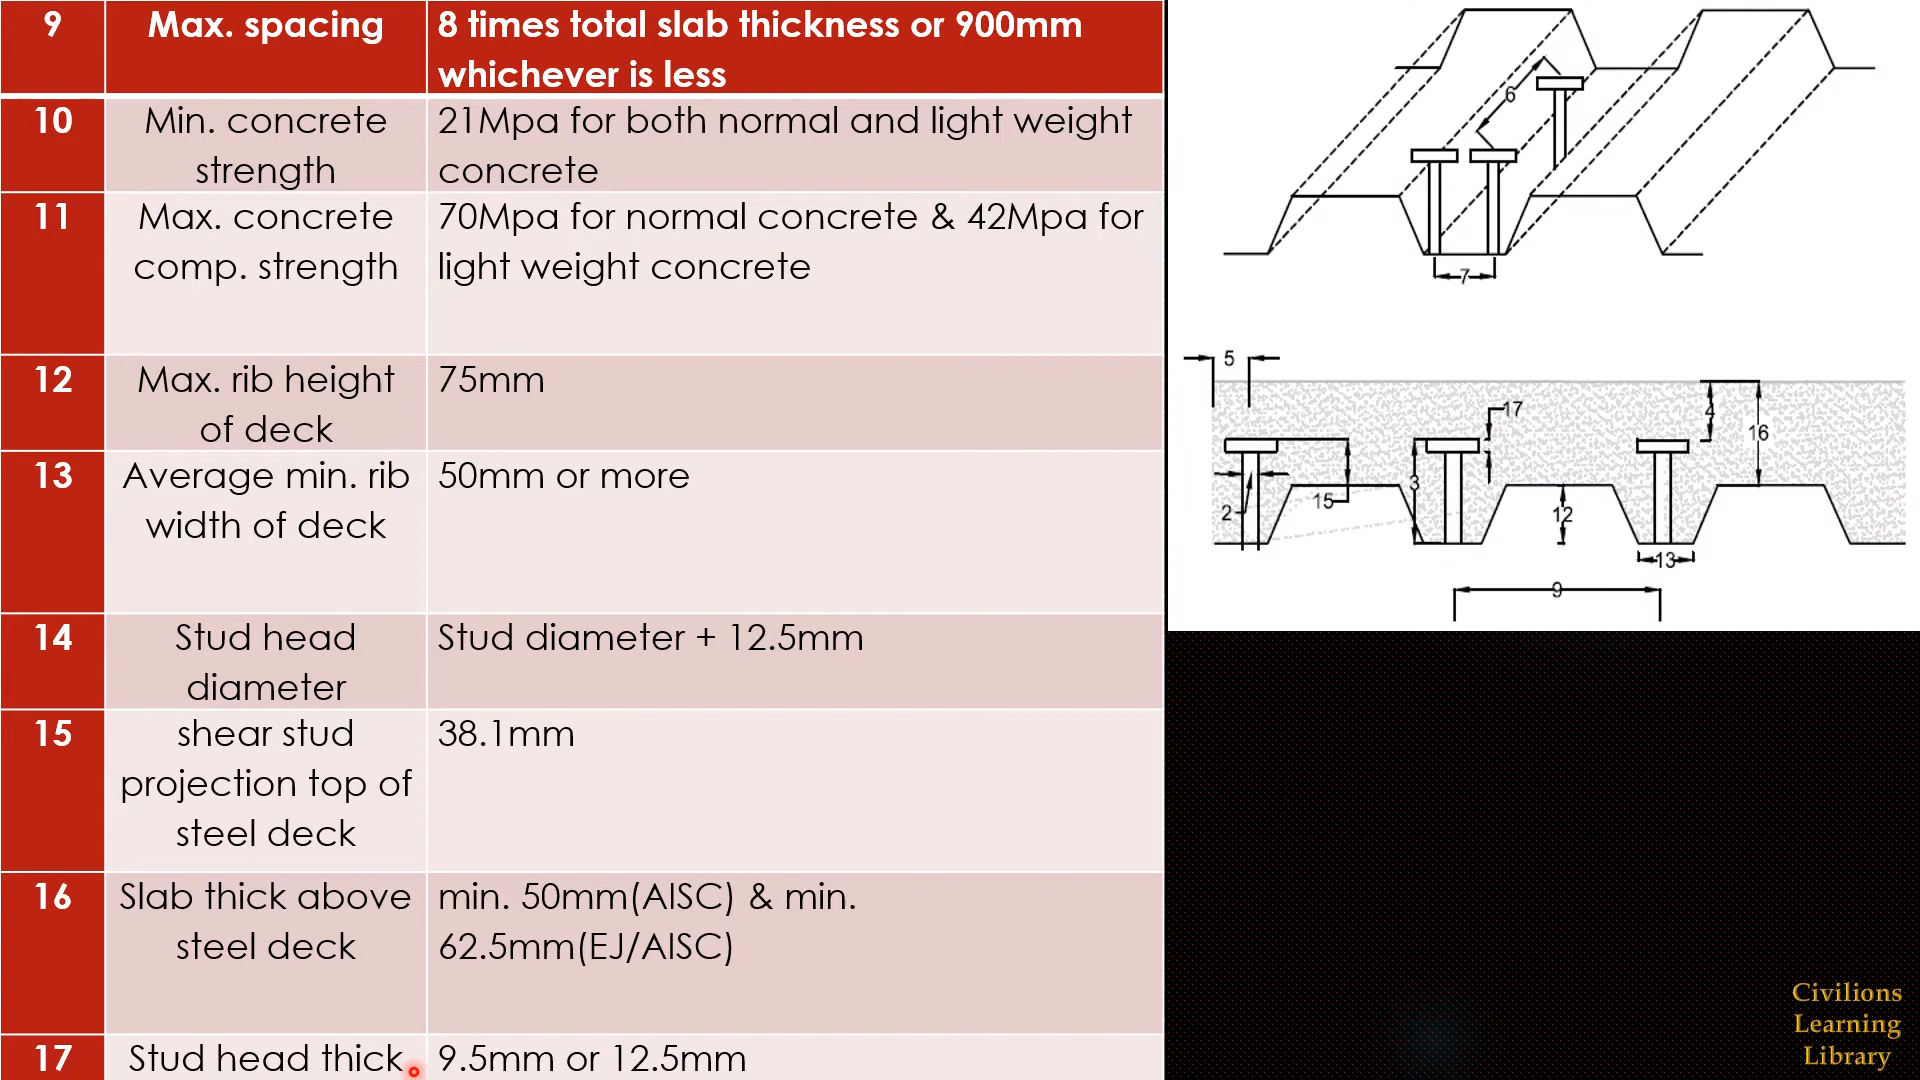 9 Max. spacing 8 times total slab thickness or 900mm
whichever is less
10 Min. concrete 21Mpa for both normal and light weight
strength concrete
11 Max. concrete 70Mpa for normal concrete & 42Mpa for
comp. strength light weight concrete
12 Max. rib height 75mm
of deck
13 Average min. rib 50mm or more
width of deck
14 Stud head Stud diameter + 12.5mm
diameter
15 shear stud 38.1mm
projection top of
steel deck
16 Slab thick above min. 50mm(AISC) & min.
steel deck 62.5mm(EJ/AISC)
17 Stud head thick 9.5mm or 12.5mm
6
7
5
17
4
16
3
15
2
12
13
9
Civilions
Learning
Library